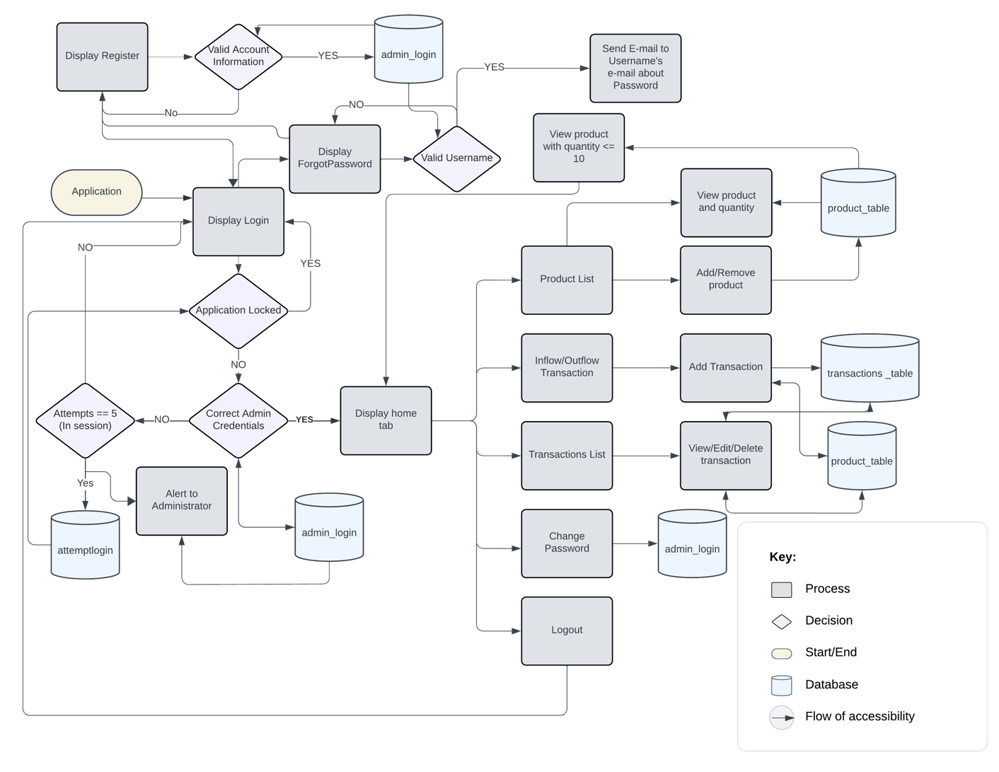 Display Register
Valid Account
Information
YES
admin_login
YES
Send E-mail to
Username's
e-mail about
Password
No
NO
Display
ForgotPassword
Valid Username
View product
with quantity <=
10
Application
Display Login
View product
and quantity
product_table
NO
YES
Product List
Add/Remove
product
Application Locked
NO
Inflow/Outflow
Transaction
Add Transaction
transactions _table
Attempts == 5
(In session)
NO
Correct Admin
Credentials
YES
Display home
tab
Transactions List
View/Edit/Delete
transaction
product_table
Yes
Alert to
Administrator
attemptlogin
admin_login
Change
Password
admin_login
Logout
Key:
Process
Decision
Start/End
Database
Flow of accessibility